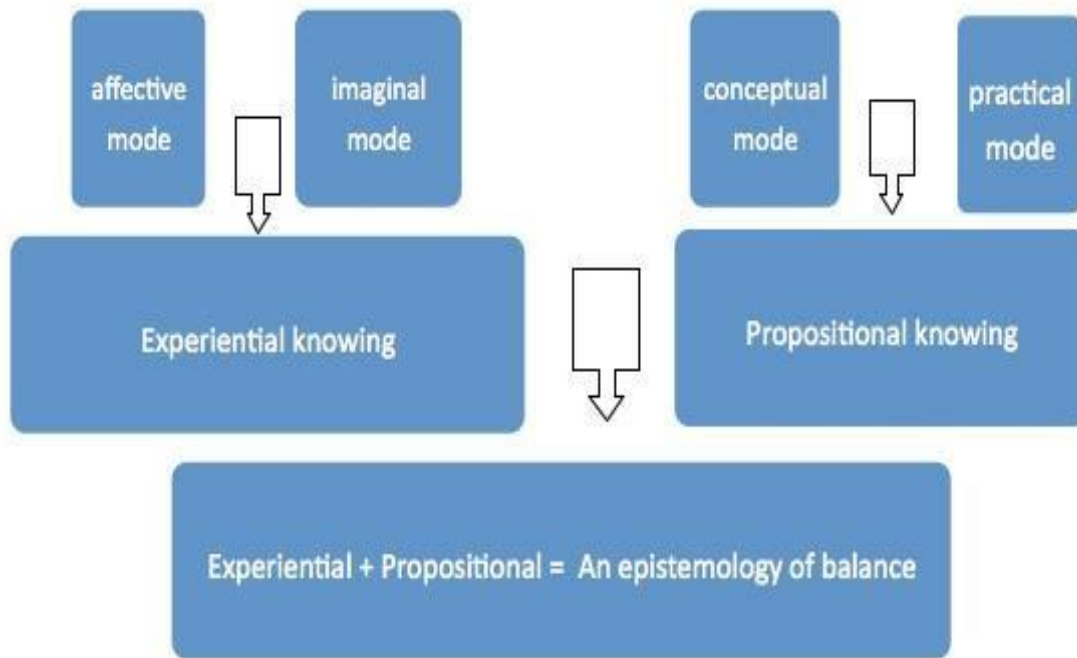 affective
mode
imaginal
mode
conceptual
mode
practical
mode
Experiential knowing
Propositional knowing
Experiential + Propositional = An epistemology of balance